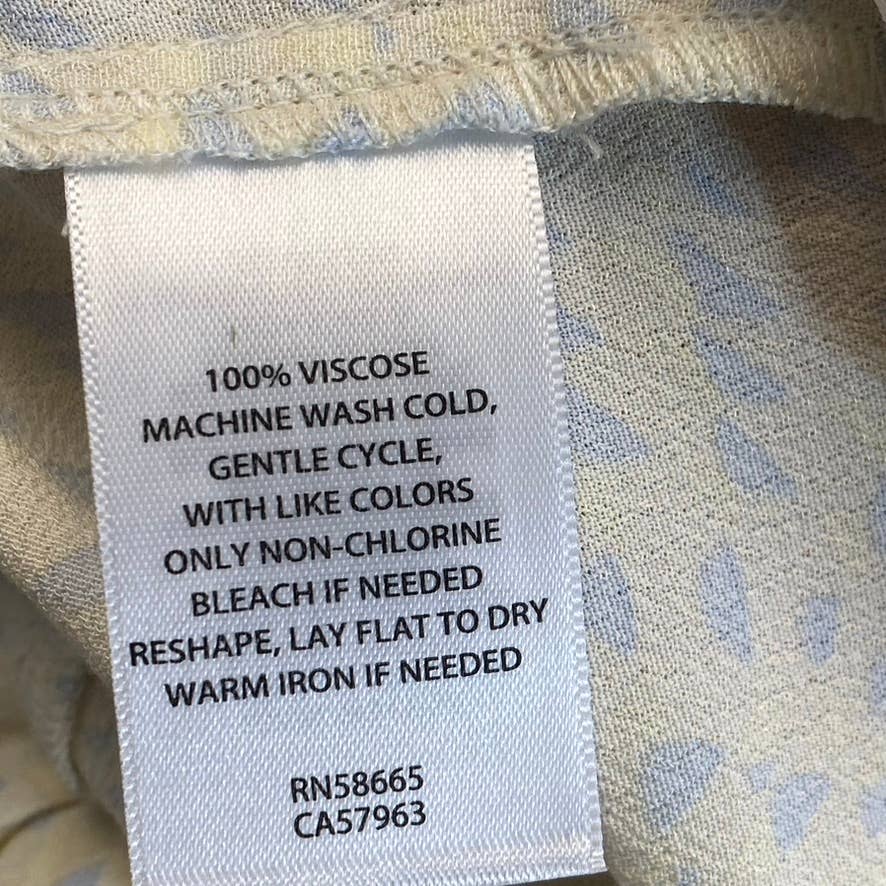 100% VISCOSE
MACHINE WASH COLD,
GENTLE CYCLE,
WITH LIKE COLORS
ONLY NON-CHLORINE
BLEACH IF NEEDED
RESHAPE, LAY FLAT TO DRY
WARM IRON IF NEEDED
RN58665
CA57963